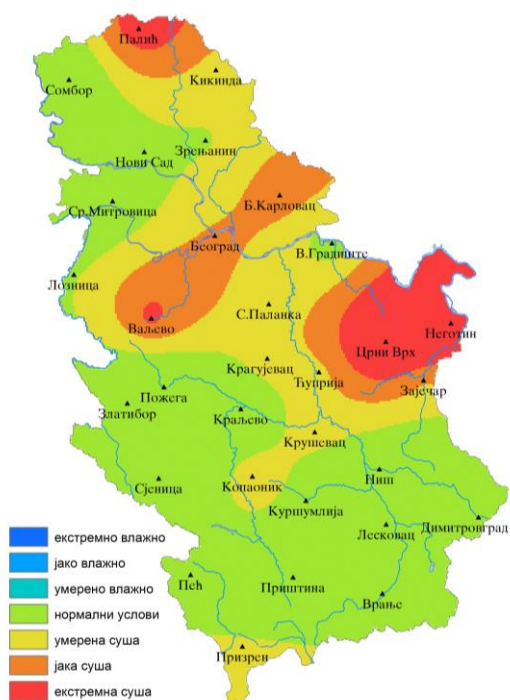 Палић
Кикинда
Сомбор
Зрењанин
Нови Сад
Б.Карловац
Ср.Митровица
Београд
В.Градиште
Лозница
С.Паланка
Ваљево
Неготин
Црни Врх
Крагујевац
Ћуприја
Зајечар
Пожега
Златибор
Краљево
Крушевац
Ниш
Сјеница
Копаоник
Куршумлија
Димитровград
Лесковац
екстремно влажно
јако влажно
умерено влажно
Пећ
Приштина
Врање
нормални услови
умерена суша
Призрен
јака суша
екстремна суша